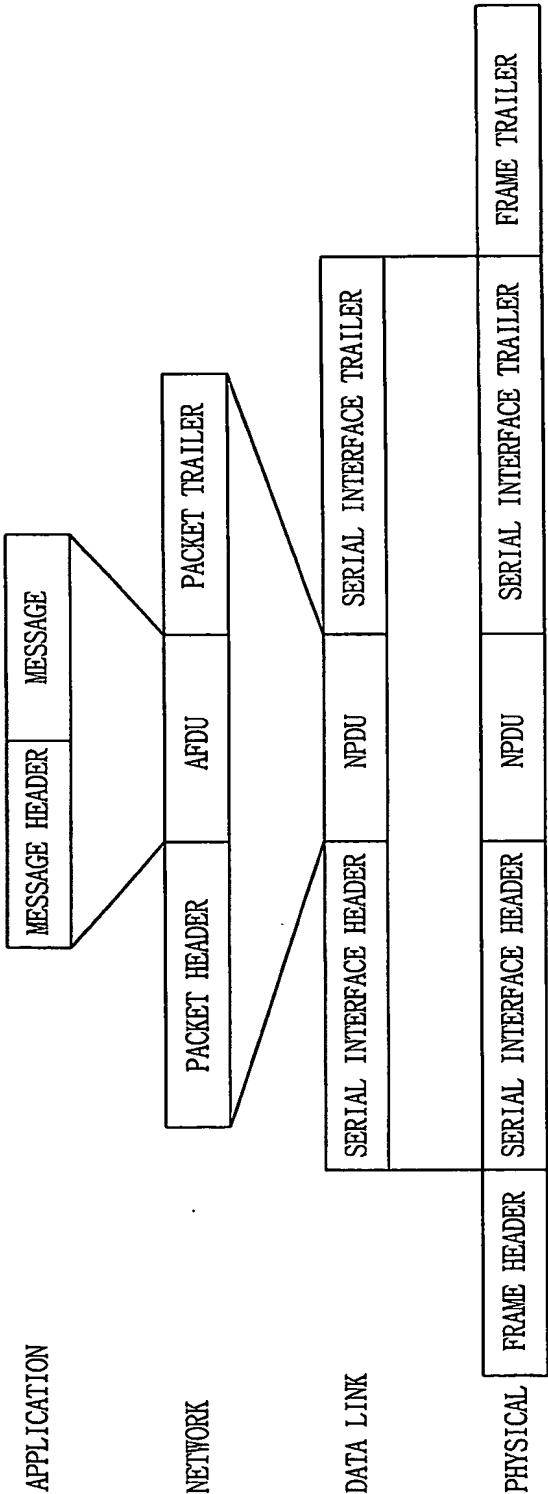 APPLICATION
MESSAGE HEADER MESSAGE
NETWORK
PACKET HEADER AFDU PACKET TRAILER
DATA LINK
SERIAL INTERFACE HEADER NPDU SERIAL INTERFACE TRAILER
PHYSICAL
FRAME HEADER SERIAL INTERFACE HEADER NPDU SERIAL INTERFACE TRAILER FRAME TRAILER